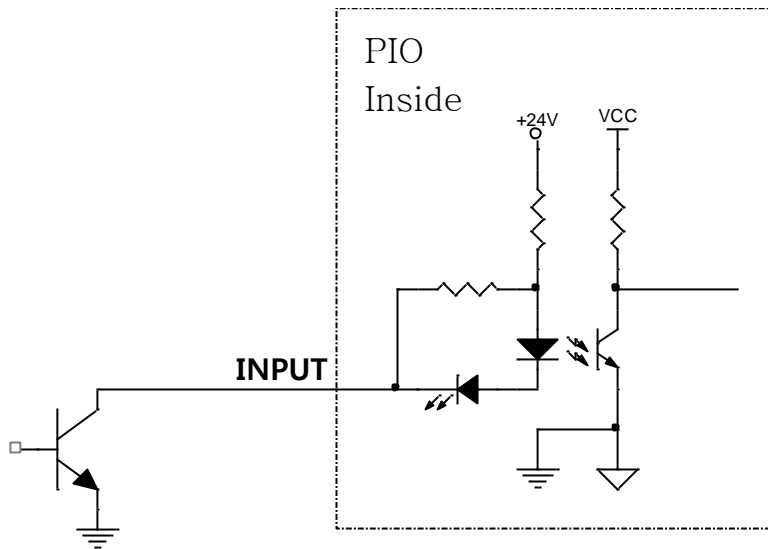 PIO
Inside
+24V
VCC
INPUT